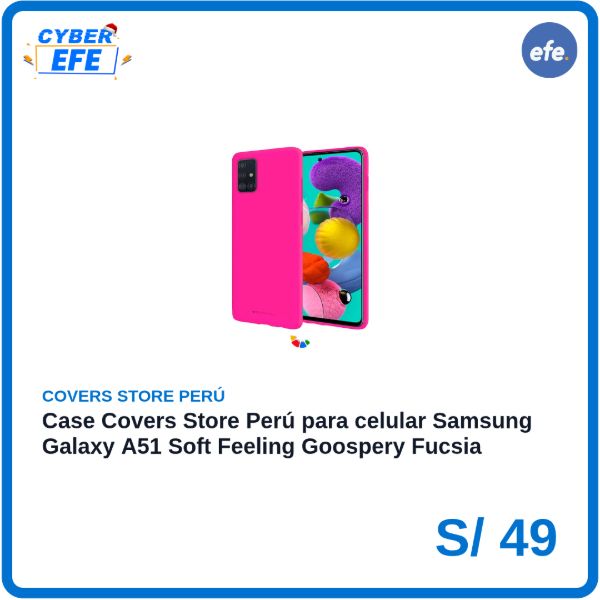 CYBER
EFE
efe.
COVERS STORE PERÚ
Case Covers Store Perú para celular Samsung
Galaxy A51 Soft Feeling Goospery Fucsia
S/ 49